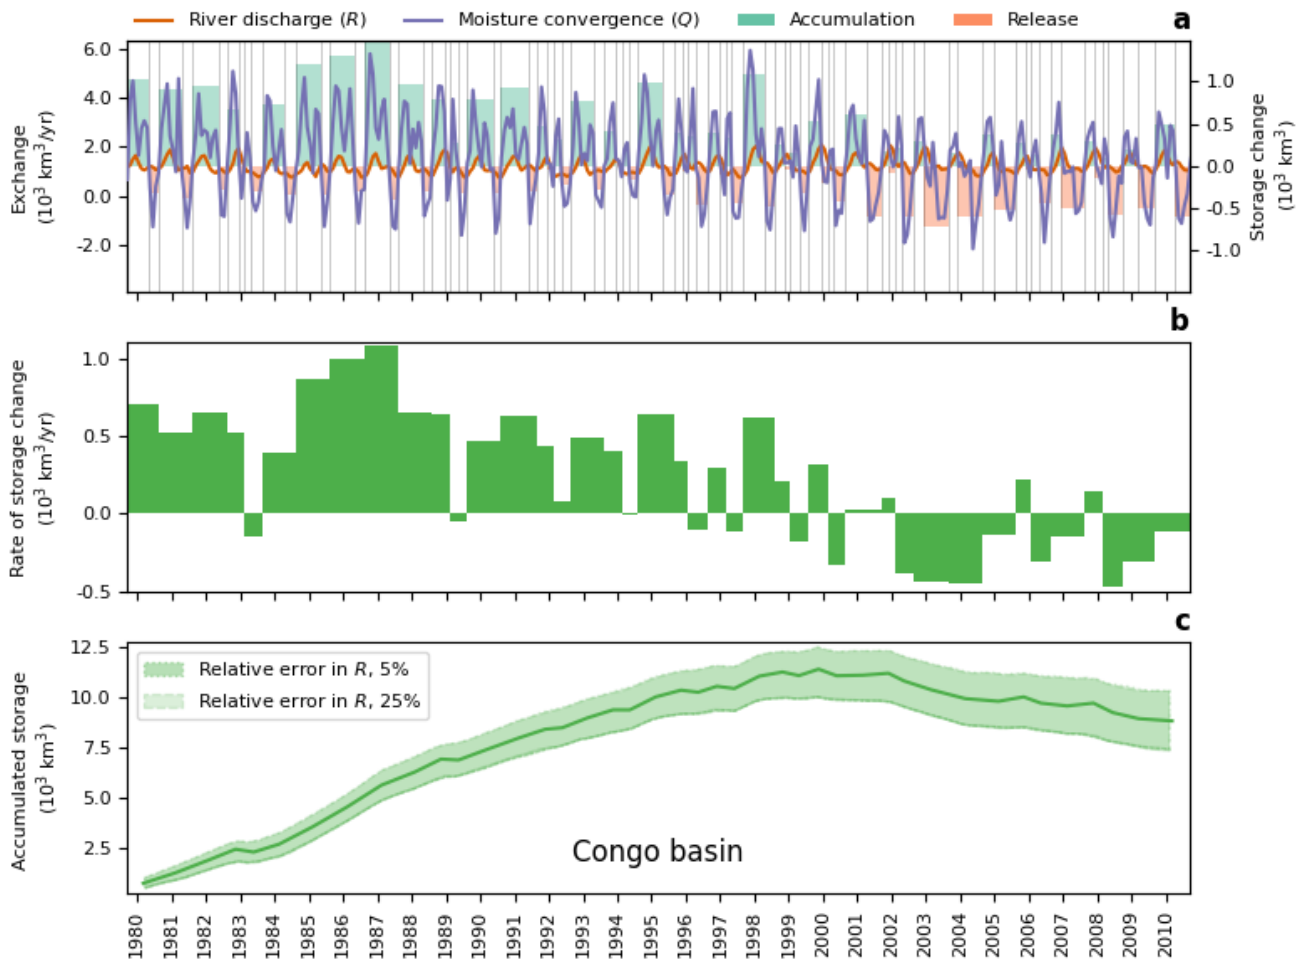 River discharge (R) Moisture convergence (Q) Accumulation Release a
6.0
4.0
2.0
0.0
-2.0
Exchange
(10³ km³/yr)
1.0
0.5
0.0
-0.5
-1.0
Storage change
(10³ km³)
b
1.0
0.5
0.0
-0.5
Rate of storage change
(10³ km³/yr)
c
12.5
10.0
7.5
5.0
2.5
Accumulated storage
(10³ km³)
Relative error in R, 5%
Relative error in R, 25%
Congo basin
1980 1981 1982 1983 1984 1985 1986 1987 1988 1989 1990 1991 1992 1993 1994 1995 1996 1997 1998 1999 2000 2001 2002 2003 2004 2005 2006 2007 2008 2009 2010